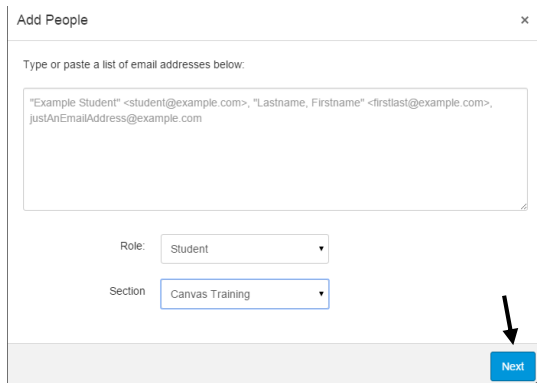 Add People ×
Type or paste a list of email addresses below:
"Example Student" <student@example.com>, "Lastname, Firstname" <firstlast@example.com>,
justAnEmailAddress@example.com
Role: Student
Section Canvas Training
Next